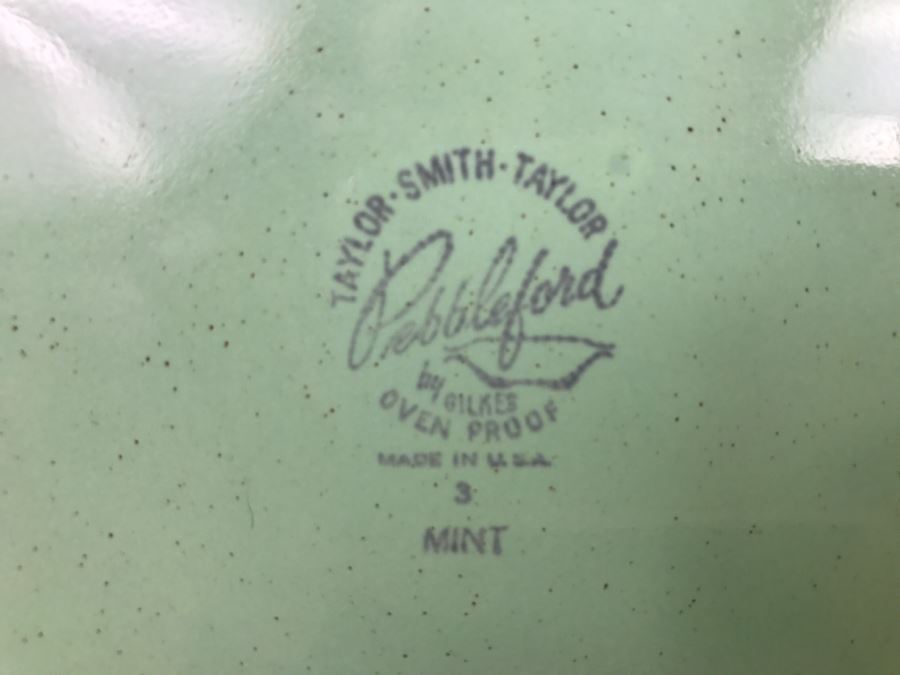 TAYLOR·SMITH·TAYLOR
Pebbleford
by GILKES
OVEN PROOF
MADE IN U.S.A.
3
MINT